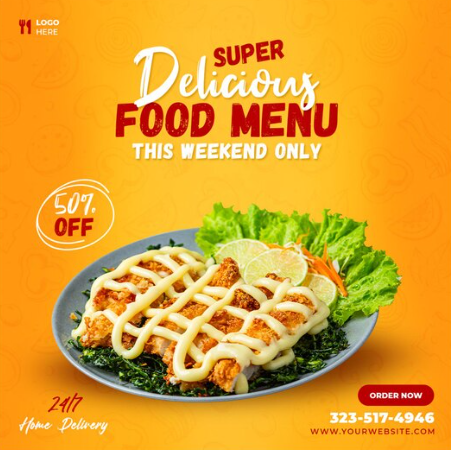 LOGO
HERE
SUPER
Delicious
FOOD MENU
THIS WEEKEND ONLY
50%
OFF
24/7
Home Delivery
ORDER NOW
323-517-4946
WWW.YOURWEBSITE.COM